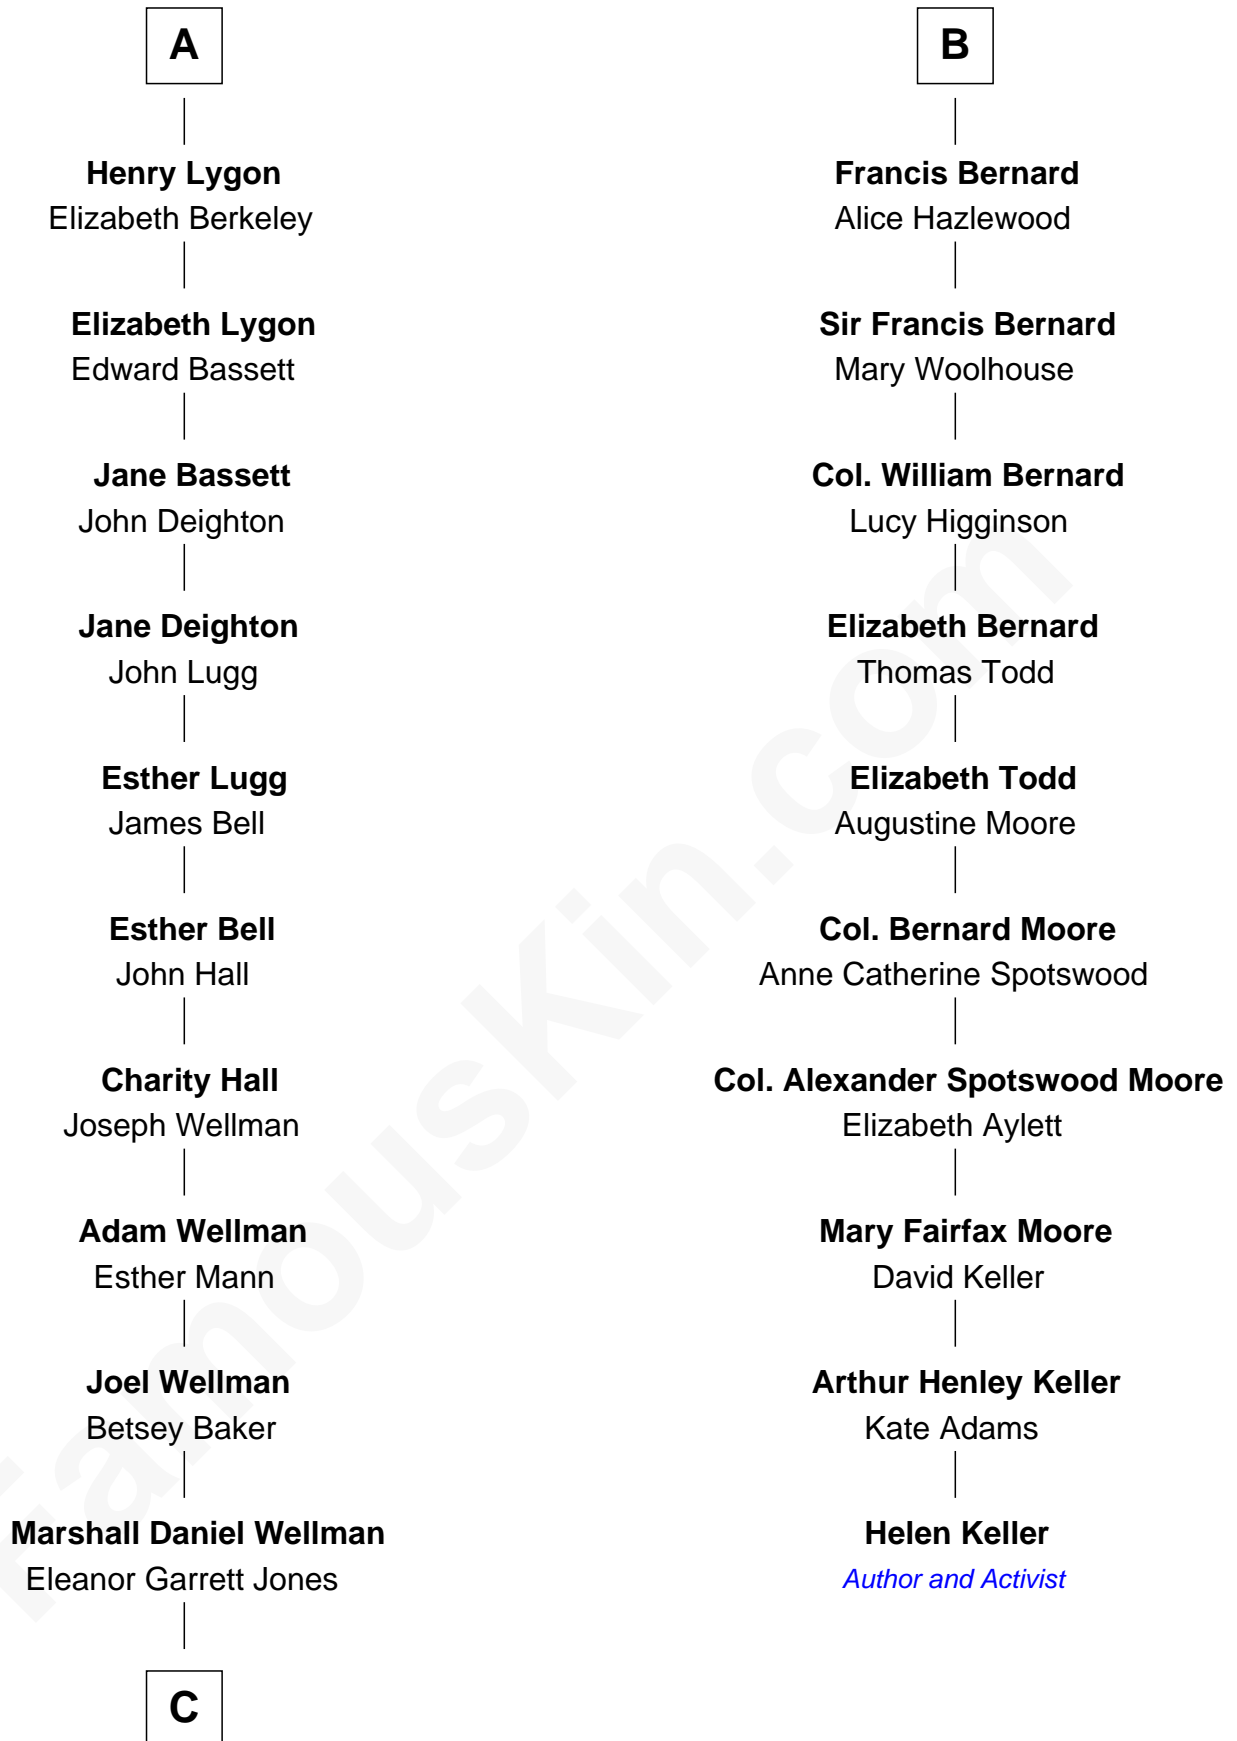 A
Henry Lygon
Elizabeth Berkeley
Elizabeth Lygon
Edward Bassett
Jane Bassett
John Deighton
Jane Deighton
John Lugg
Esther Lugg
James Bell
Esther Bell
John Hall
Charity Hall
Joseph Wellman
Adam Wellman
Esther Mann
Joel Wellman
Betsey Baker
Marshall Daniel Wellman
Eleanor Garrett Jones
C
B
Francis Bernard
Alice Hazlewood
Sir Francis Bernard
Mary Woolhouse
Col. William Bernard
Lucy Higginson
Elizabeth Bernard
Thomas Todd
Elizabeth Todd
Augustine Moore
Col. Bernard Moore
Anne Catherine Spotswood
Col. Alexander Spotswood Moore
Elizabeth Aylett
Mary Fairfax Moore
David Keller
Arthur Henley Keller
Kate Adams
Helen Keller
Author and Activist
FamousKin.com